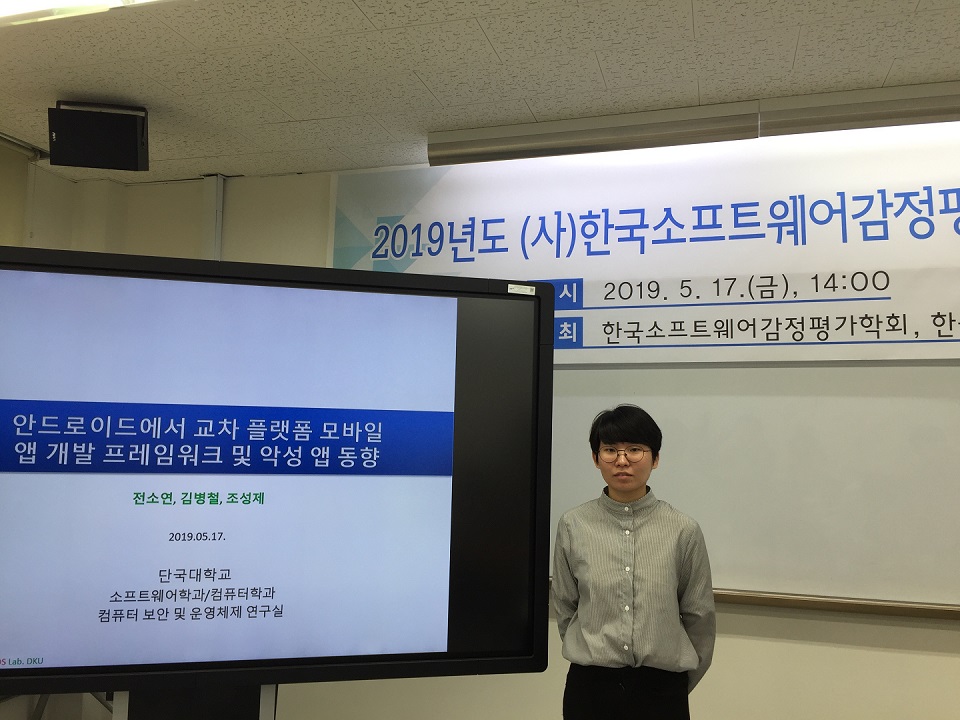 2019년도 (사)한국소프트웨어감정평
시 2019. 5. 17.(금), 14:00
최 한국소프트웨어감정평가학회, 한
안드로이드에서 교차 플랫폼 모바일
앱 개발 프레임워크 및 악성 앱 동향
전소연, 김병철, 조성제
2019.05.17.
단국대학교
소프트웨어학과/컴퓨터학과
컴퓨터 보안 및 운영체제 연구실
OS Lab. DKU